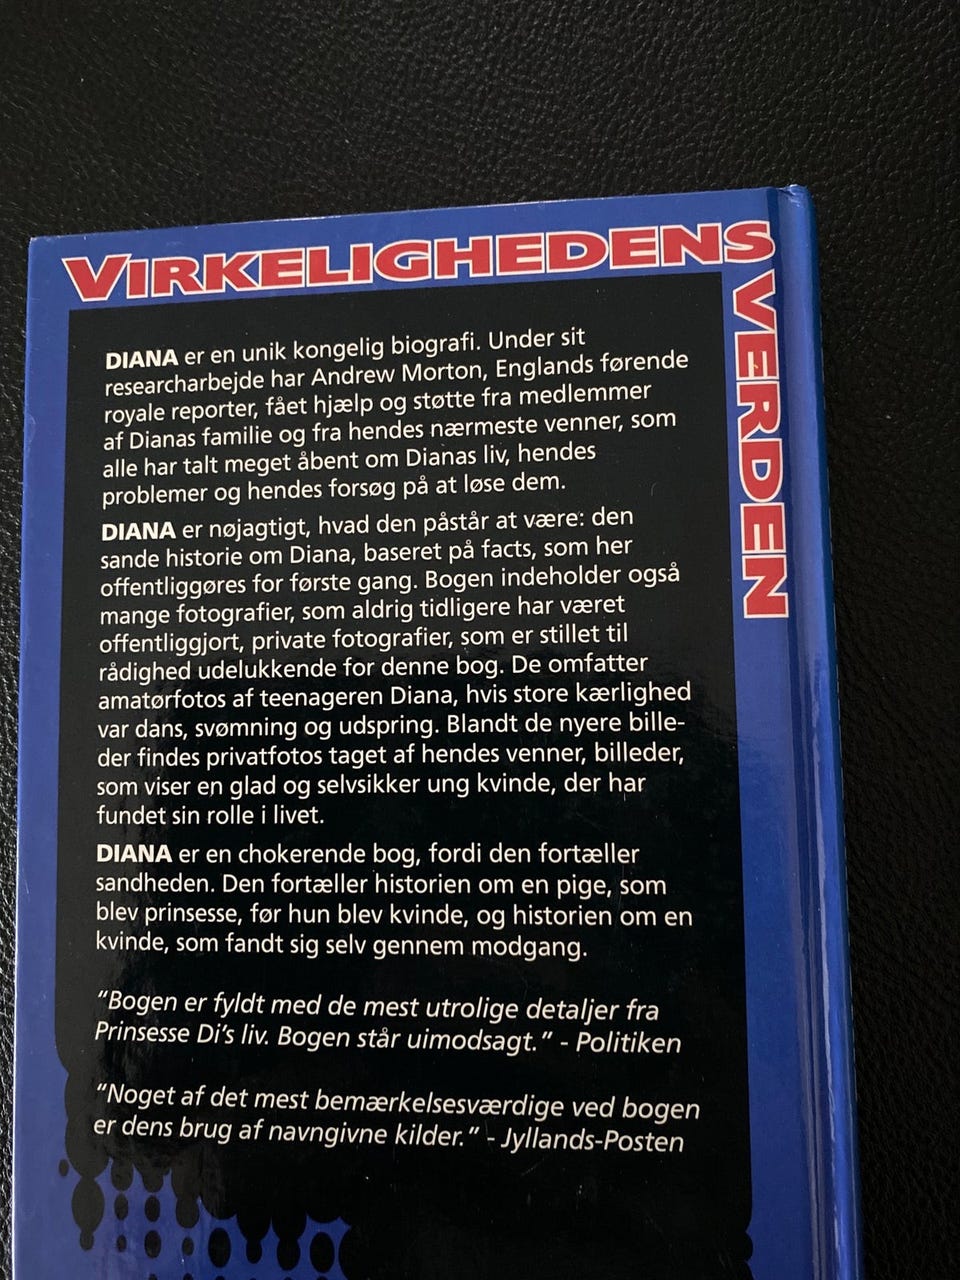 VIRKELIGHEDENS
VERDEN
DIANA er en unik kongelig biografi. Under sit
researcharbejde har Andrew Morton, Englands førende
royale reporter, fået hjælp og støtte fra medlemmer
af Dianas familie og fra hendes nærmeste venner, som
alle har talt meget åbent om Dianas liv, hendes
problemer og hendes forsøg på at løse dem.
DIANA er nøjagtigt, hvad den påstår at være: den
sande historie om Diana, baseret på facts, som her
offentliggøres for første gang. Bogen indeholder også
mange fotografier, som aldrig tidligere har været
offentliggjort, private fotografier, som er stillet til
rådighed udelukkende for denne bog. De omfatter
amatørfotos af teenageren Diana, hvis store kærlighed
var dans, svømning og udspring. Blandt de nyere bille-
der findes privatfotos taget af hendes venner, billeder,
som viser en glad og selvsikker ung kvinde, der har
fundet sin rolle i livet.
DIANA er en chokerende bog, fordi den fortæller
sandheden. Den fortæller historien om en pige, som
blev prinsesse, før hun blev kvinde, og historien om en
kvinde, som fandt sig selv gennem modgang.
“Bogen er fyldt med de mest utrolige detaljer fra
Prinsesse Di’s liv. Bogen står uimodsagt.” - Politiken
“Noget af det mest bemærkelsesværdige ved bogen
er dens brug af navngivne kilder.” - Jyllands-Posten